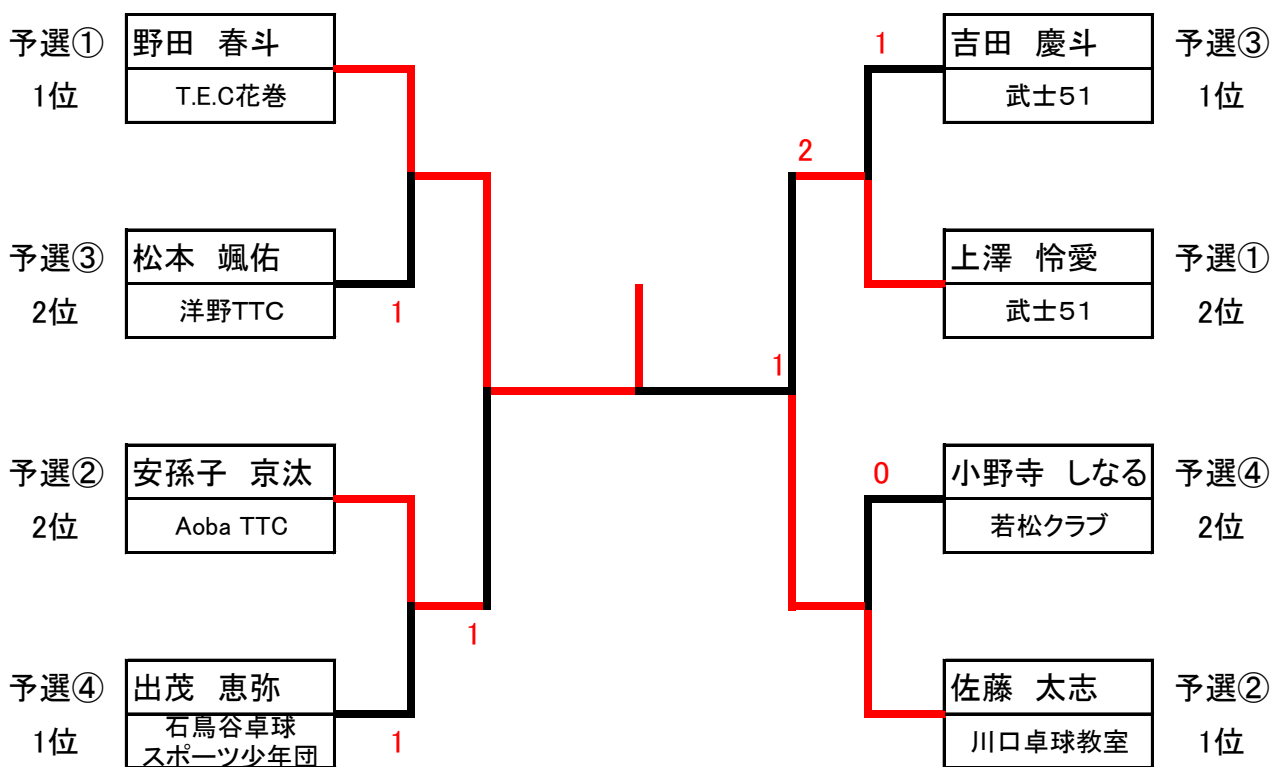 予選① 野田　春斗
1位 T.E.C花巻
予選③ 松本　颯佑
2位 洋野TTC
1
予選② 安孫子　京汰
2位 Aoba TTC
1
予選④ 出茂　恵弥
1位 石鳥谷卓球
スポーツ少年団
1
1
吉田　慶斗 予選③
武士51 1位
1
2
上澤　怜愛 予選①
武士51 2位
1
小野寺　しなる 予選④
若松クラブ 2位
0
佐藤　太志 予選②
川口卓球教室 1位